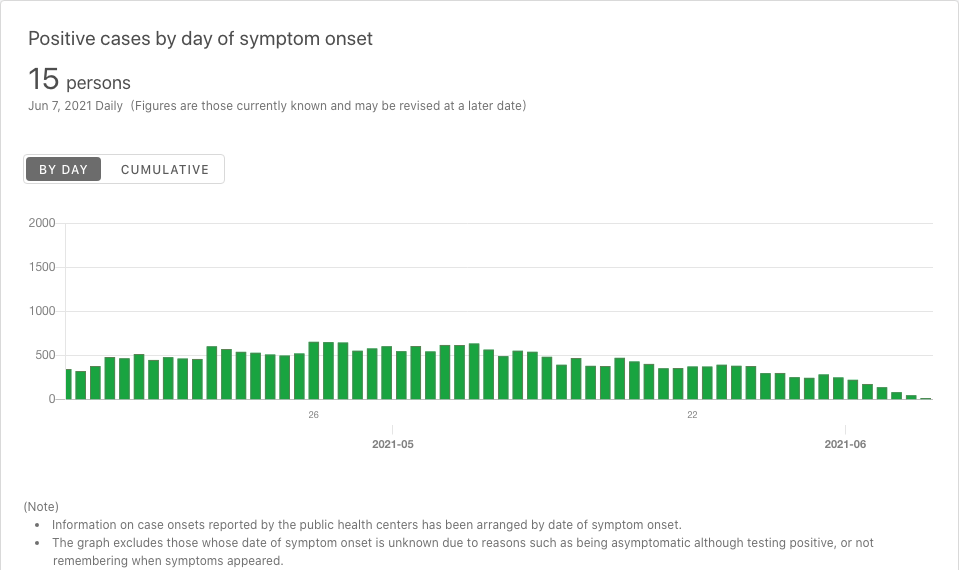 Positive cases by day of symptom onset
15 persons
Jun 7, 2021 Daily (Figures are those currently known and may be revised at a later date)
BY DAY CUMULATIVE
2000
1500
1000
500
0
26 22
2021-05 2021-06
(Note)
• Information on case onsets reported by the public health centers has been arranged by date of symptom onset.
• The graph excludes those whose date of symptom onset is unknown due to reasons such as being asymptomatic although testing positive, or not
remembering when symptoms appeared.